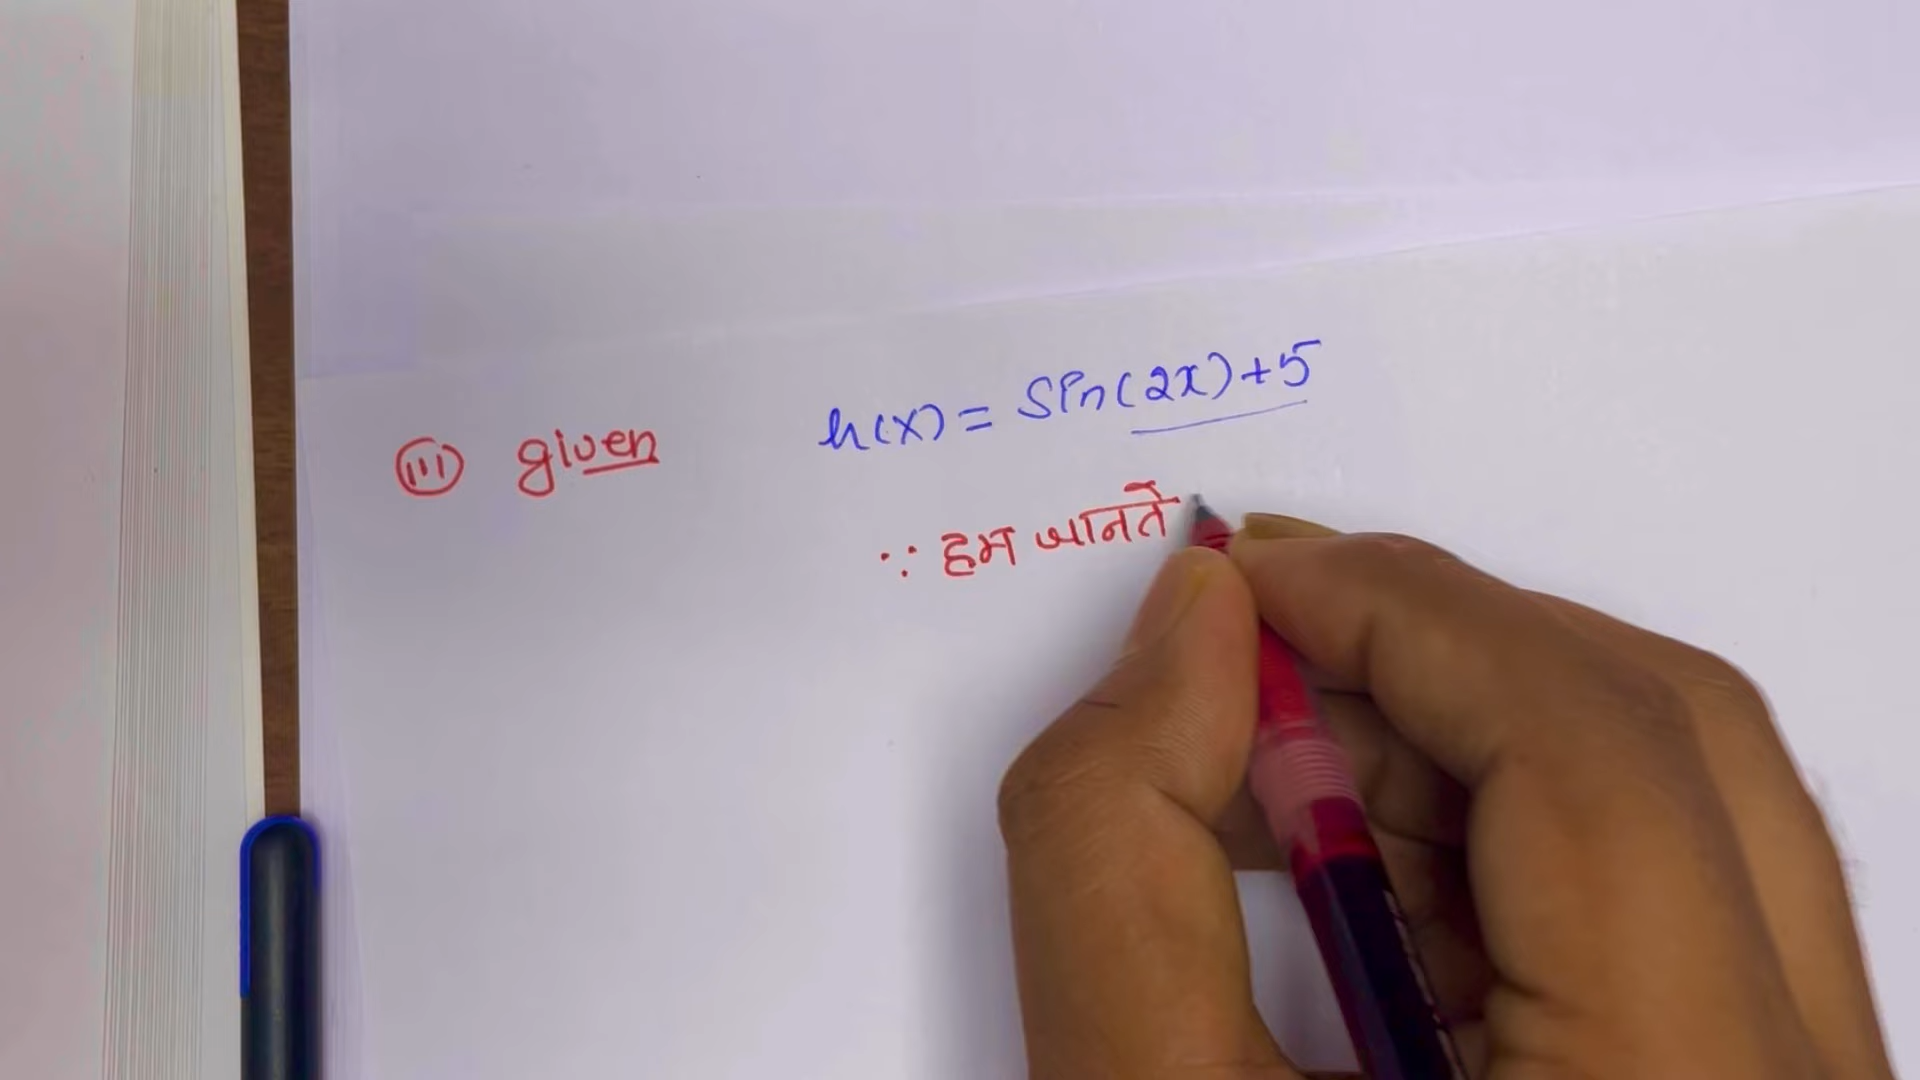 (iii) given h(x) = Sin(2x)+5
∵ हम जानते